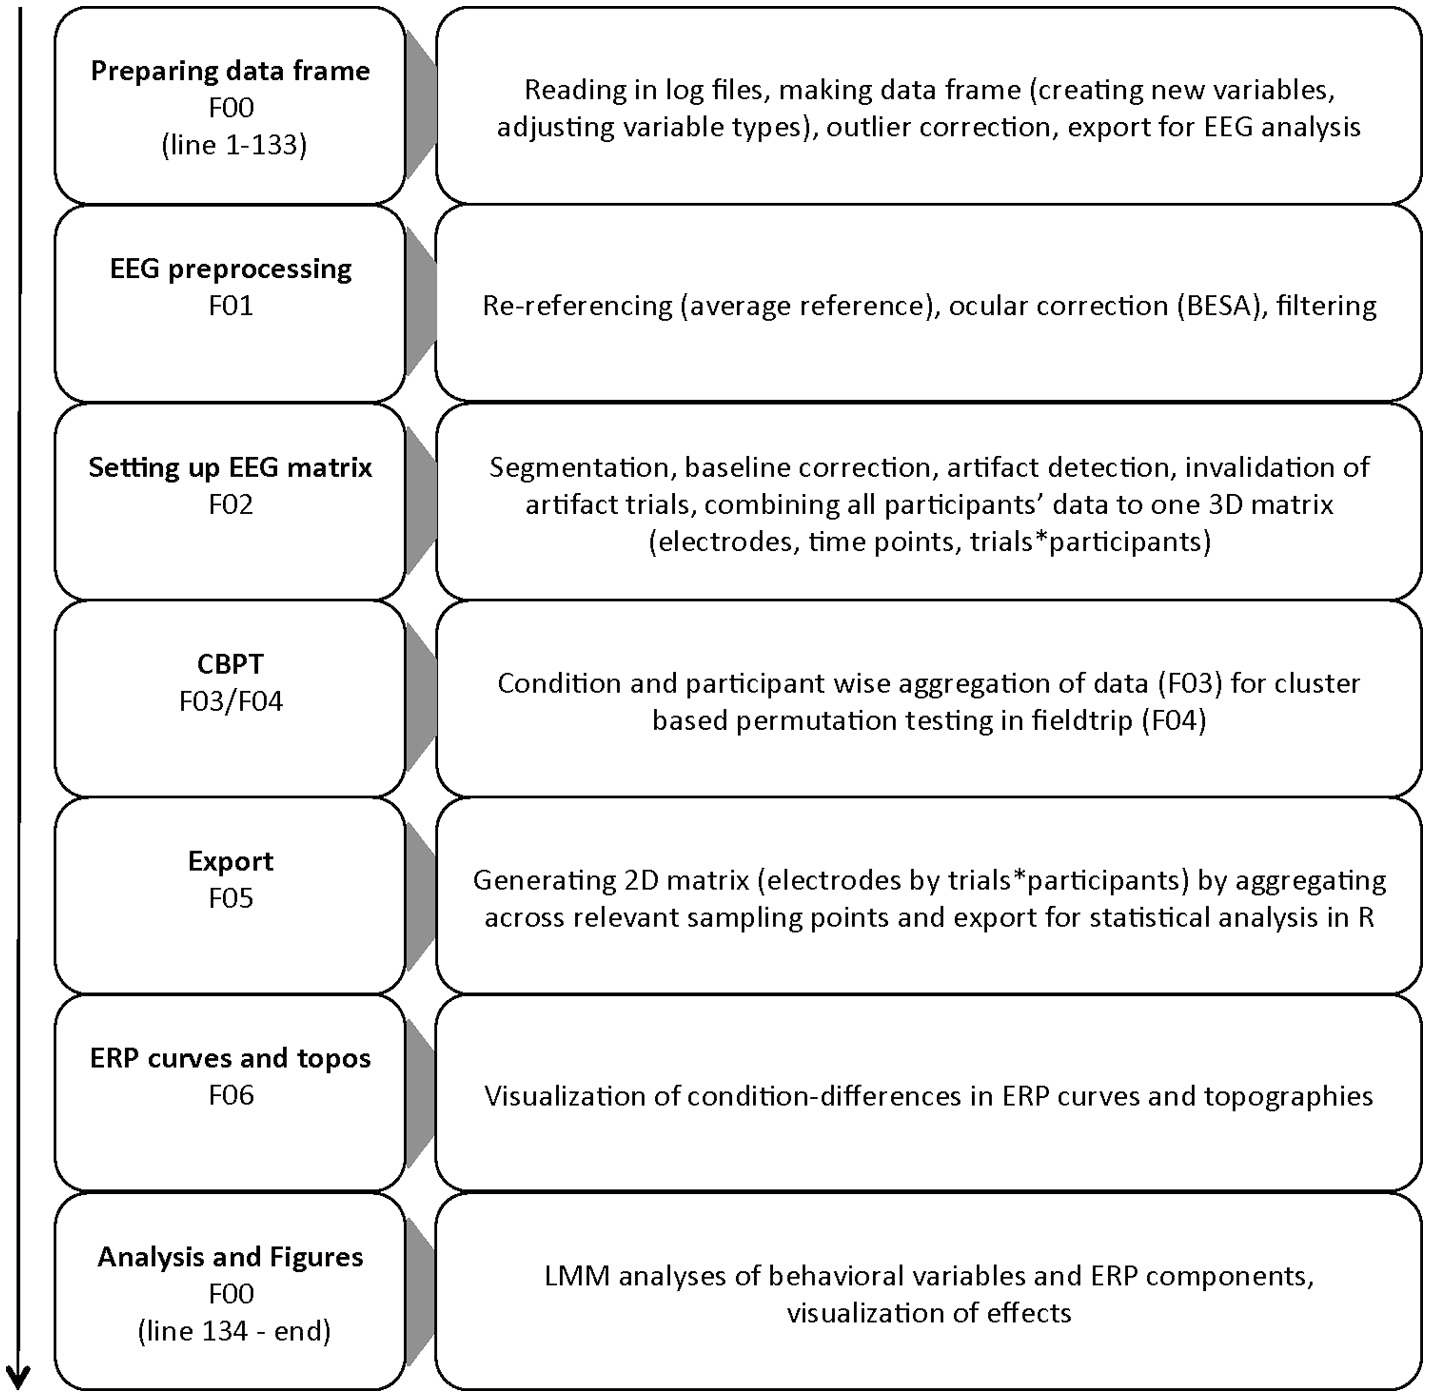 Preparing data frame
F00
(line 1-133)
Reading in log files, making data frame (creating new variables,
adjusting variable types), outlier correction, export for EEG analysis
EEG preprocessing
F01
Re-referencing (average reference), ocular correction (BESA), filtering
Setting up EEG matrix
F02
Segmentation, baseline correction, artifact detection, invalidation of
artifact trials, combining all participants’ data to one 3D matrix
(electrodes, time points, trials*participants)
CBPT
F03/F04
Condition and participant wise aggregation of data (F03) for cluster
based permutation testing in fieldtrip (F04)
Export
F05
Generating 2D matrix (electrodes by trials*participants) by aggregating
across relevant sampling points and export for statistical analysis in R
ERP curves and topos
F06
Visualization of condition-differences in ERP curves and topographies
Analysis and Figures
F00
(line 134 - end)
LMM analyses of behavioral variables and ERP components,
visualization of effects